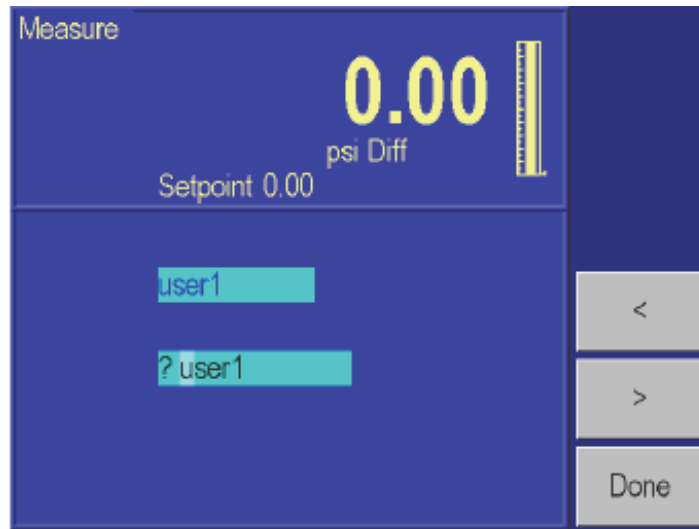 Measure
0.00
psi Diff
Setpoint 0.00
user1
? user1
<
>
Done